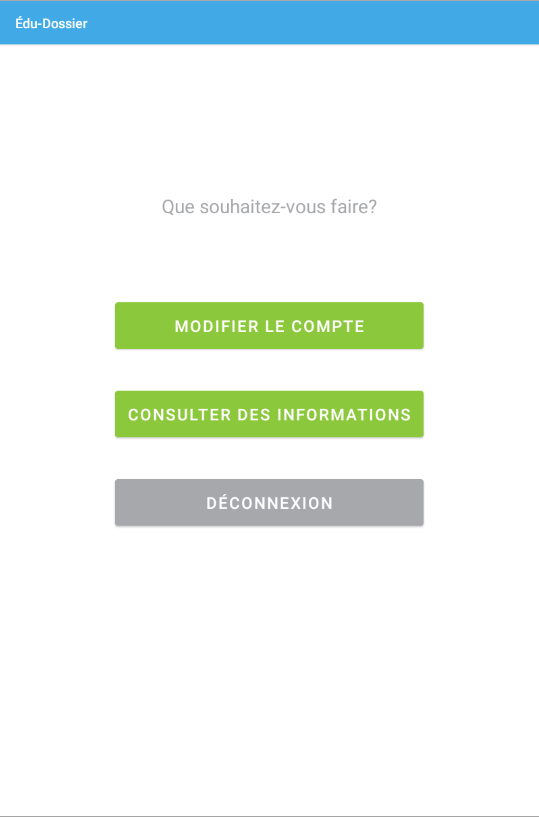 Édu-Dossier
Que souhaitez-vous faire?
MODIFIER LE COMPTE
CONSULTER DES INFORMATIONS
DÉCONNEXION